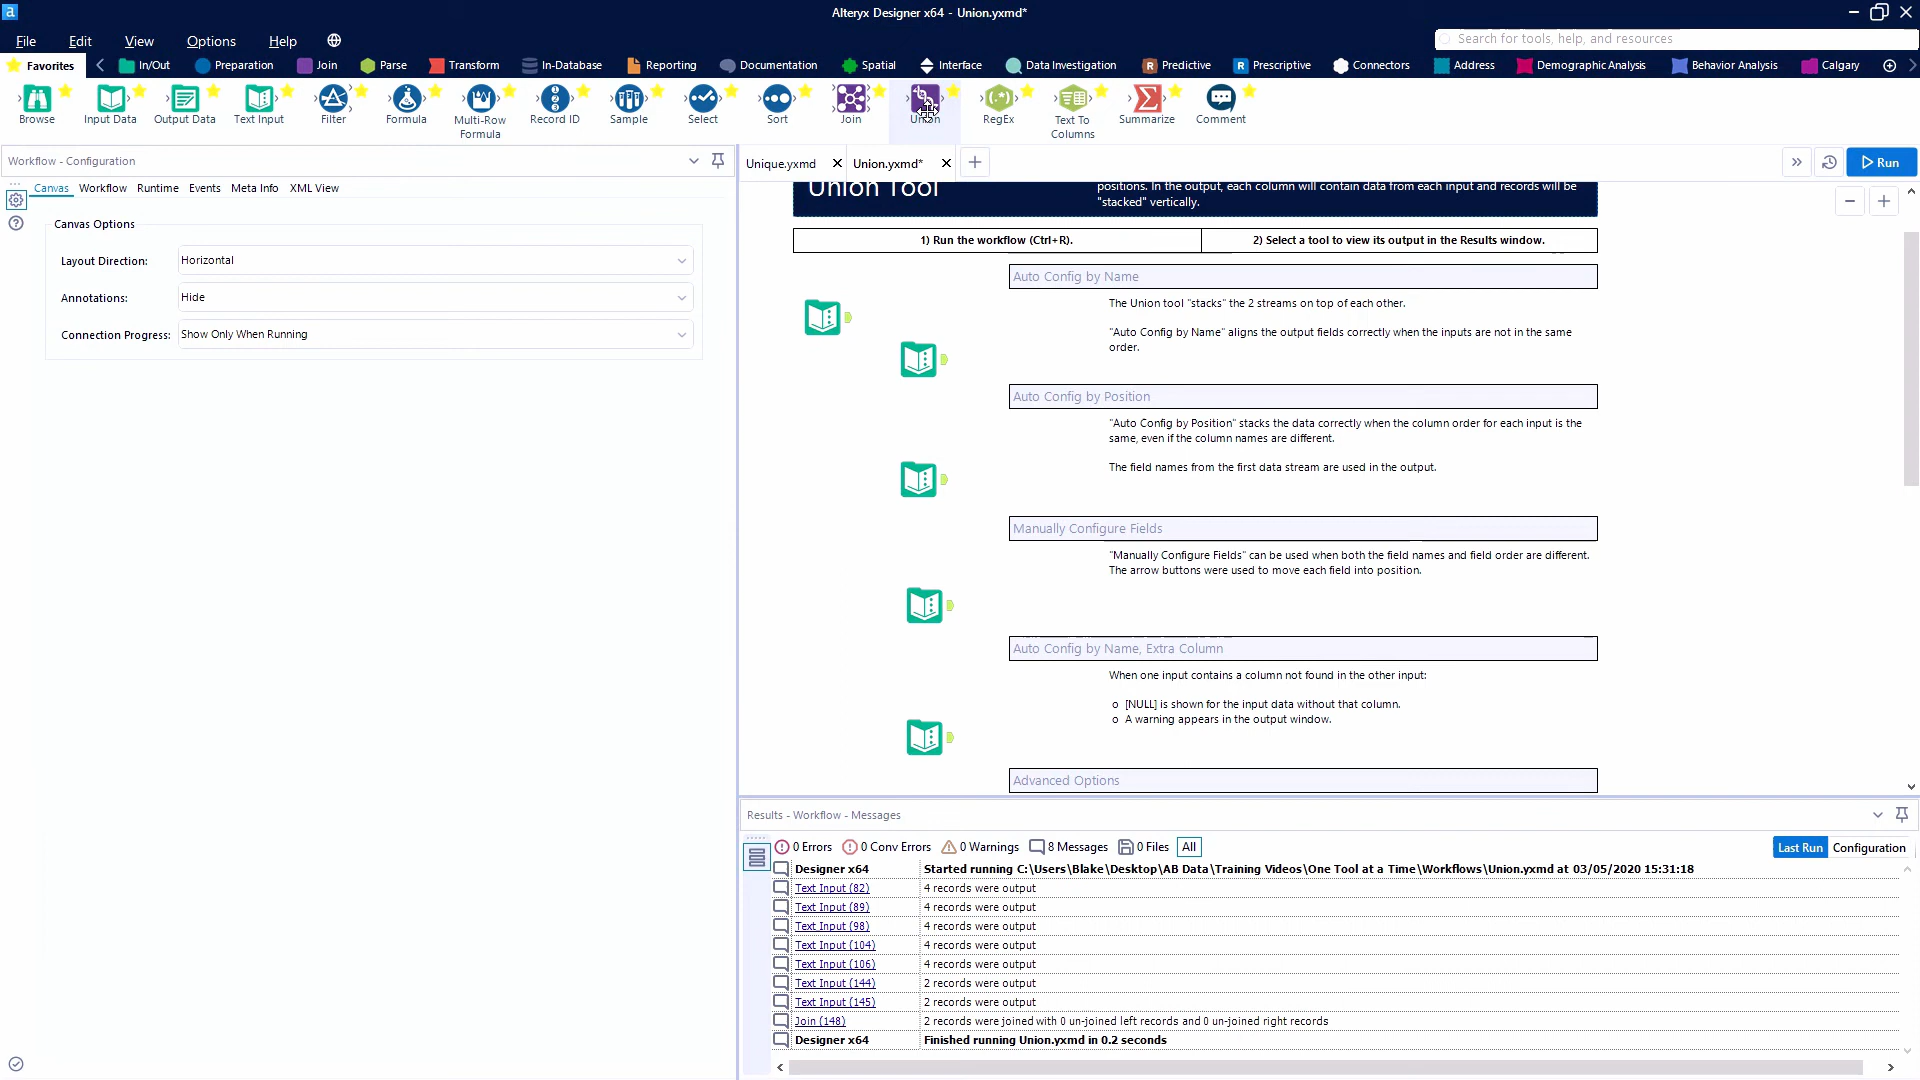 Alteryx Designer x64 - Union.yxmd*
File Edit View Options Help
Search for tools, help, and resources
Favorites In/Out Preparation Join Parse Transform In-Database Reporting Documentation Spatial Interface Data Investigation Predictive Prescriptive Connectors Address Demographic Analysis Behavior Analysis Calgary
Browse Input Data Output Data Text Input Filter Formula Multi-Row Formula Record ID Sample Select Sort Join Union RegEx Text To Columns Summarize Comment
Workflow - Configuration
Unique.yxmd Union.yxmd* Run
Canvas Workflow Runtime Events Meta Info XML View
Canvas Options
Layout Direction: Horizontal
Annotations: Hide
Connection Progress: Show Only When Running
Union Tool
positions. In the output, each column will contain data from each input and records will be
"stacked" vertically.
1) Run the workflow (Ctrl+R). 2) Select a tool to view its output in the Results window.
Auto Config by Name
The Union tool "stacks" the 2 streams on top of each other.
"Auto Config by Name" aligns the output fields correctly when the inputs are not in the same
order.
Auto Config by Position
"Auto Config by Position" stacks the data correctly when the column order for each input is the
same, even if the column names are different.
The field names from the first data stream are used in the output.
Manually Configure Fields
"Manually Configure Fields" can be used when both the field names and field order are different.
The arrow buttons were used to move each field into position.
Auto Config by Name, Extra Column
When one input contains a column not found in the other input:
o [NULL] is shown for the input data without that column.
o A warning appears in the output window.
Advanced Options
Results - Workflow - Messages
0 Errors 0 Conv Errors 0 Warnings 8 Messages 0 Files All Last Run Configuration
Designer x64 Started running C:\Users\Blake\Desktop\AB Data\Training Videos\One Tool at a Time\Workflows\Union.yxmd at 03/05/2020 15:31:18
Text Input (82) 4 records were output
Text Input (89) 4 records were output
Text Input (98) 4 records were output
Text Input (104) 4 records were output
Text Input (106) 4 records were output
Text Input (144) 2 records were output
Text Input (145) 2 records were output
Join (148) 2 records were joined with 0 un-joined left records and 0 un-joined right records
Designer x64 Finished running Union.yxmd in 0.2 seconds